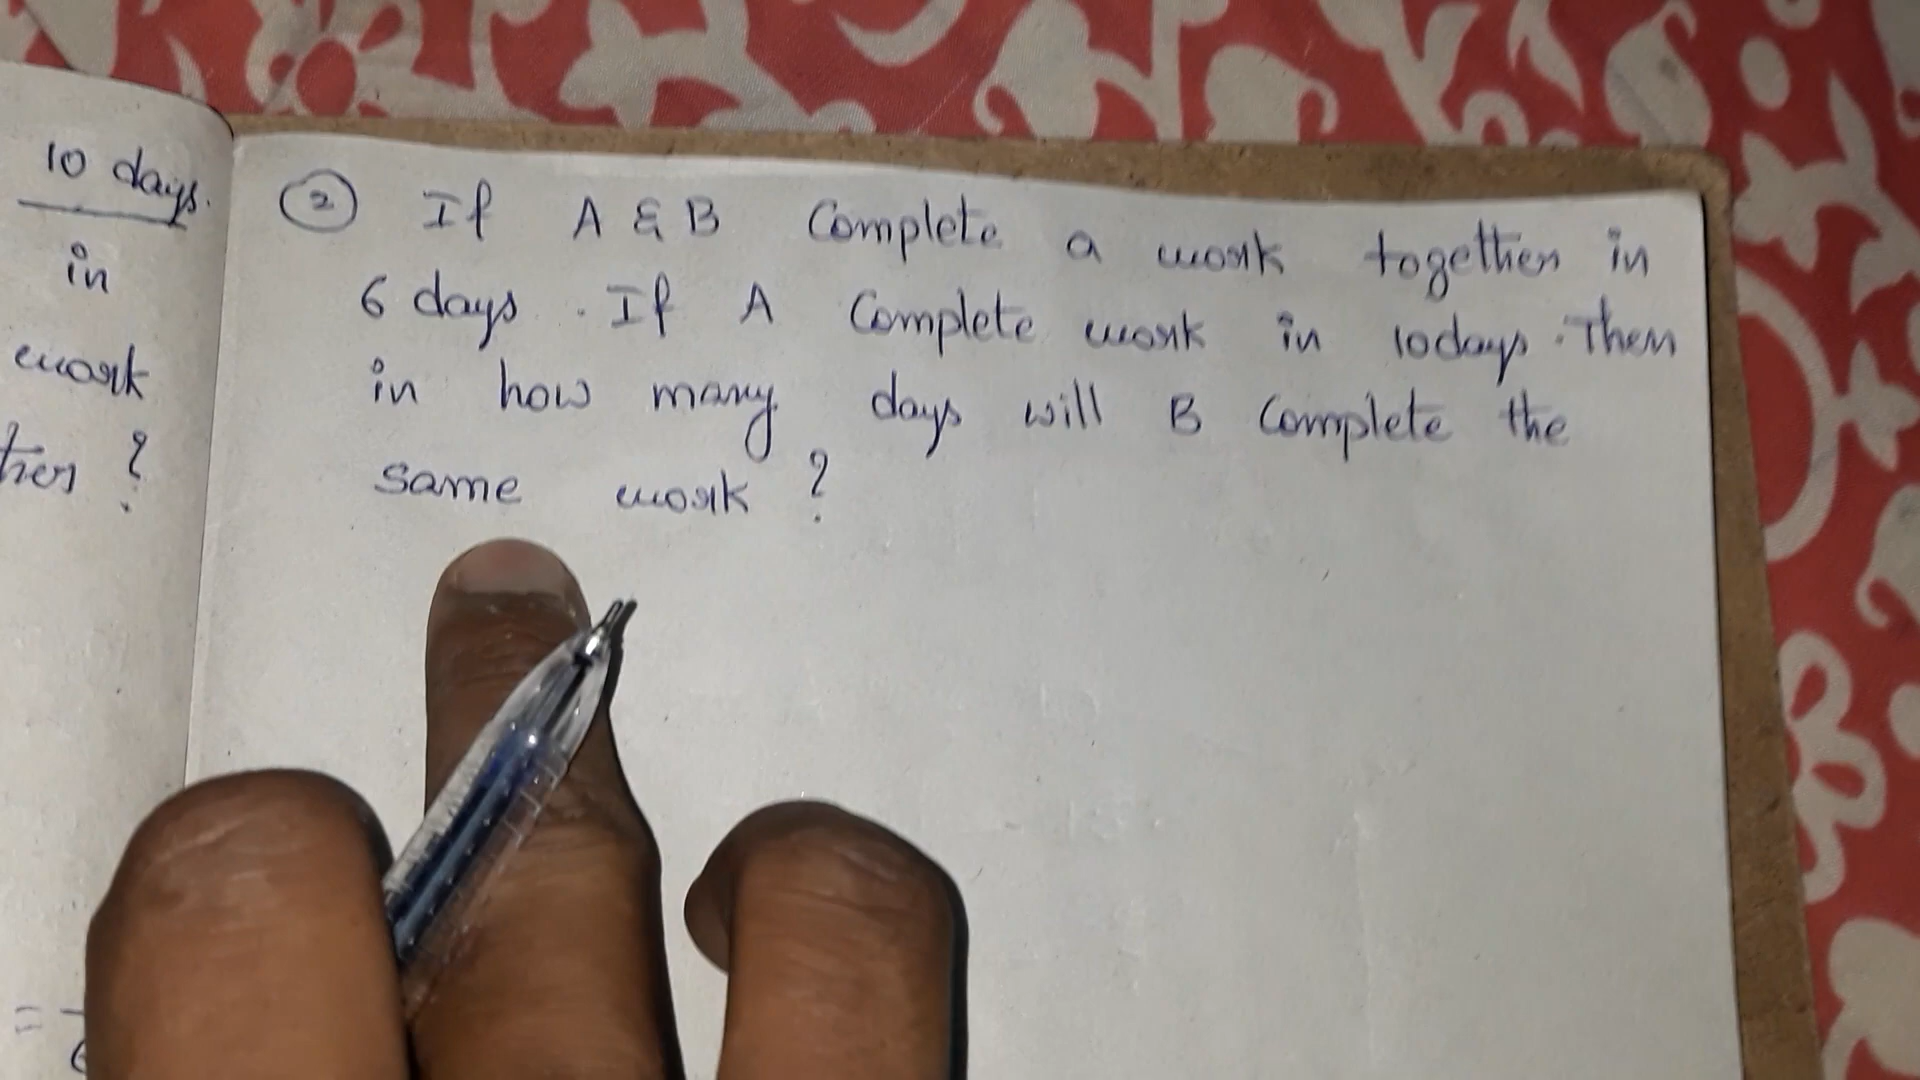 10 days.
in
work
?
=
② If A & B Complete a work together in
6 days. If A Complete work in 10days. Then
in how many days will B Complete the
same work ?